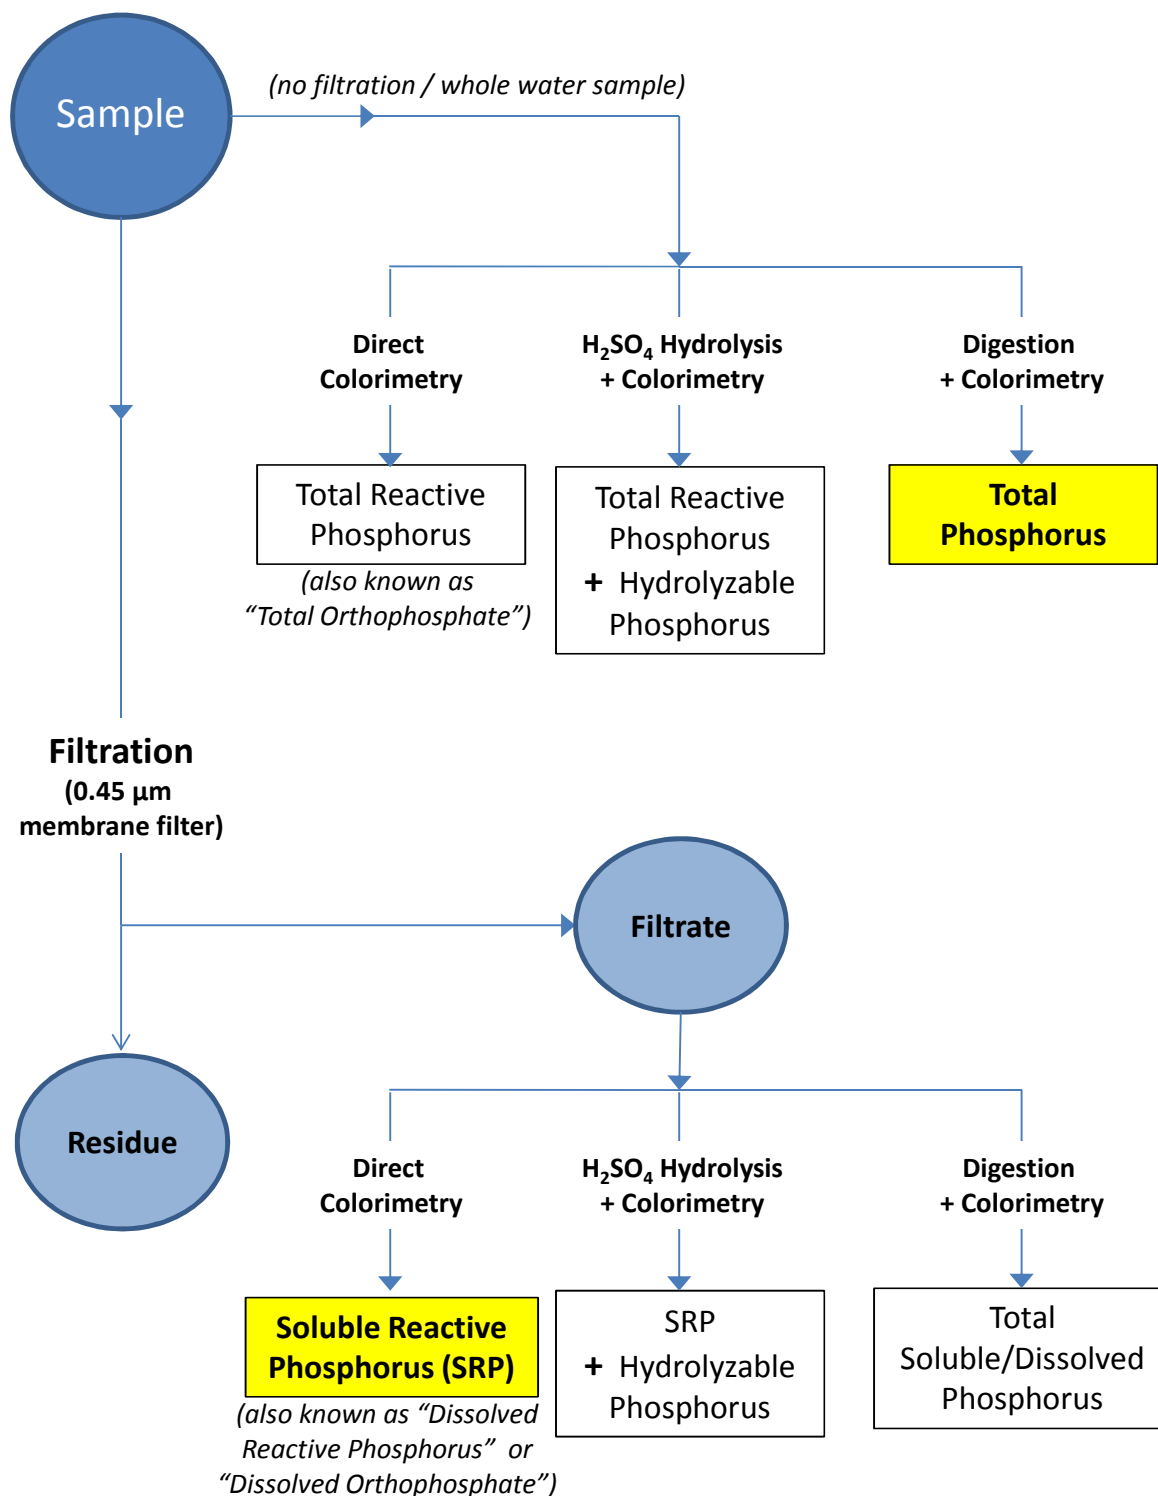 Sample
(no filtration / whole water sample)
Direct
Colorimetry
H₂SO₄ Hydrolysis
+ Colorimetry
Digestion
+ Colorimetry
Total Reactive
Phosphorus
(also known as
“Total Orthophosphate”)
Total Reactive
Phosphorus
+ Hydrolyzable
Phosphorus
Total
Phosphorus
Filtration
(0.45 µm
membrane filter)
Filtrate
Residue
Direct
Colorimetry
H₂SO₄ Hydrolysis
+ Colorimetry
Digestion
+ Colorimetry
Soluble Reactive
Phosphorus (SRP)
(also known as “Dissolved
Reactive Phosphorus” or
“Dissolved Orthophosphate”)
SRP
+ Hydrolyzable
Phosphorus
Total
Soluble/Dissolved
Phosphorus